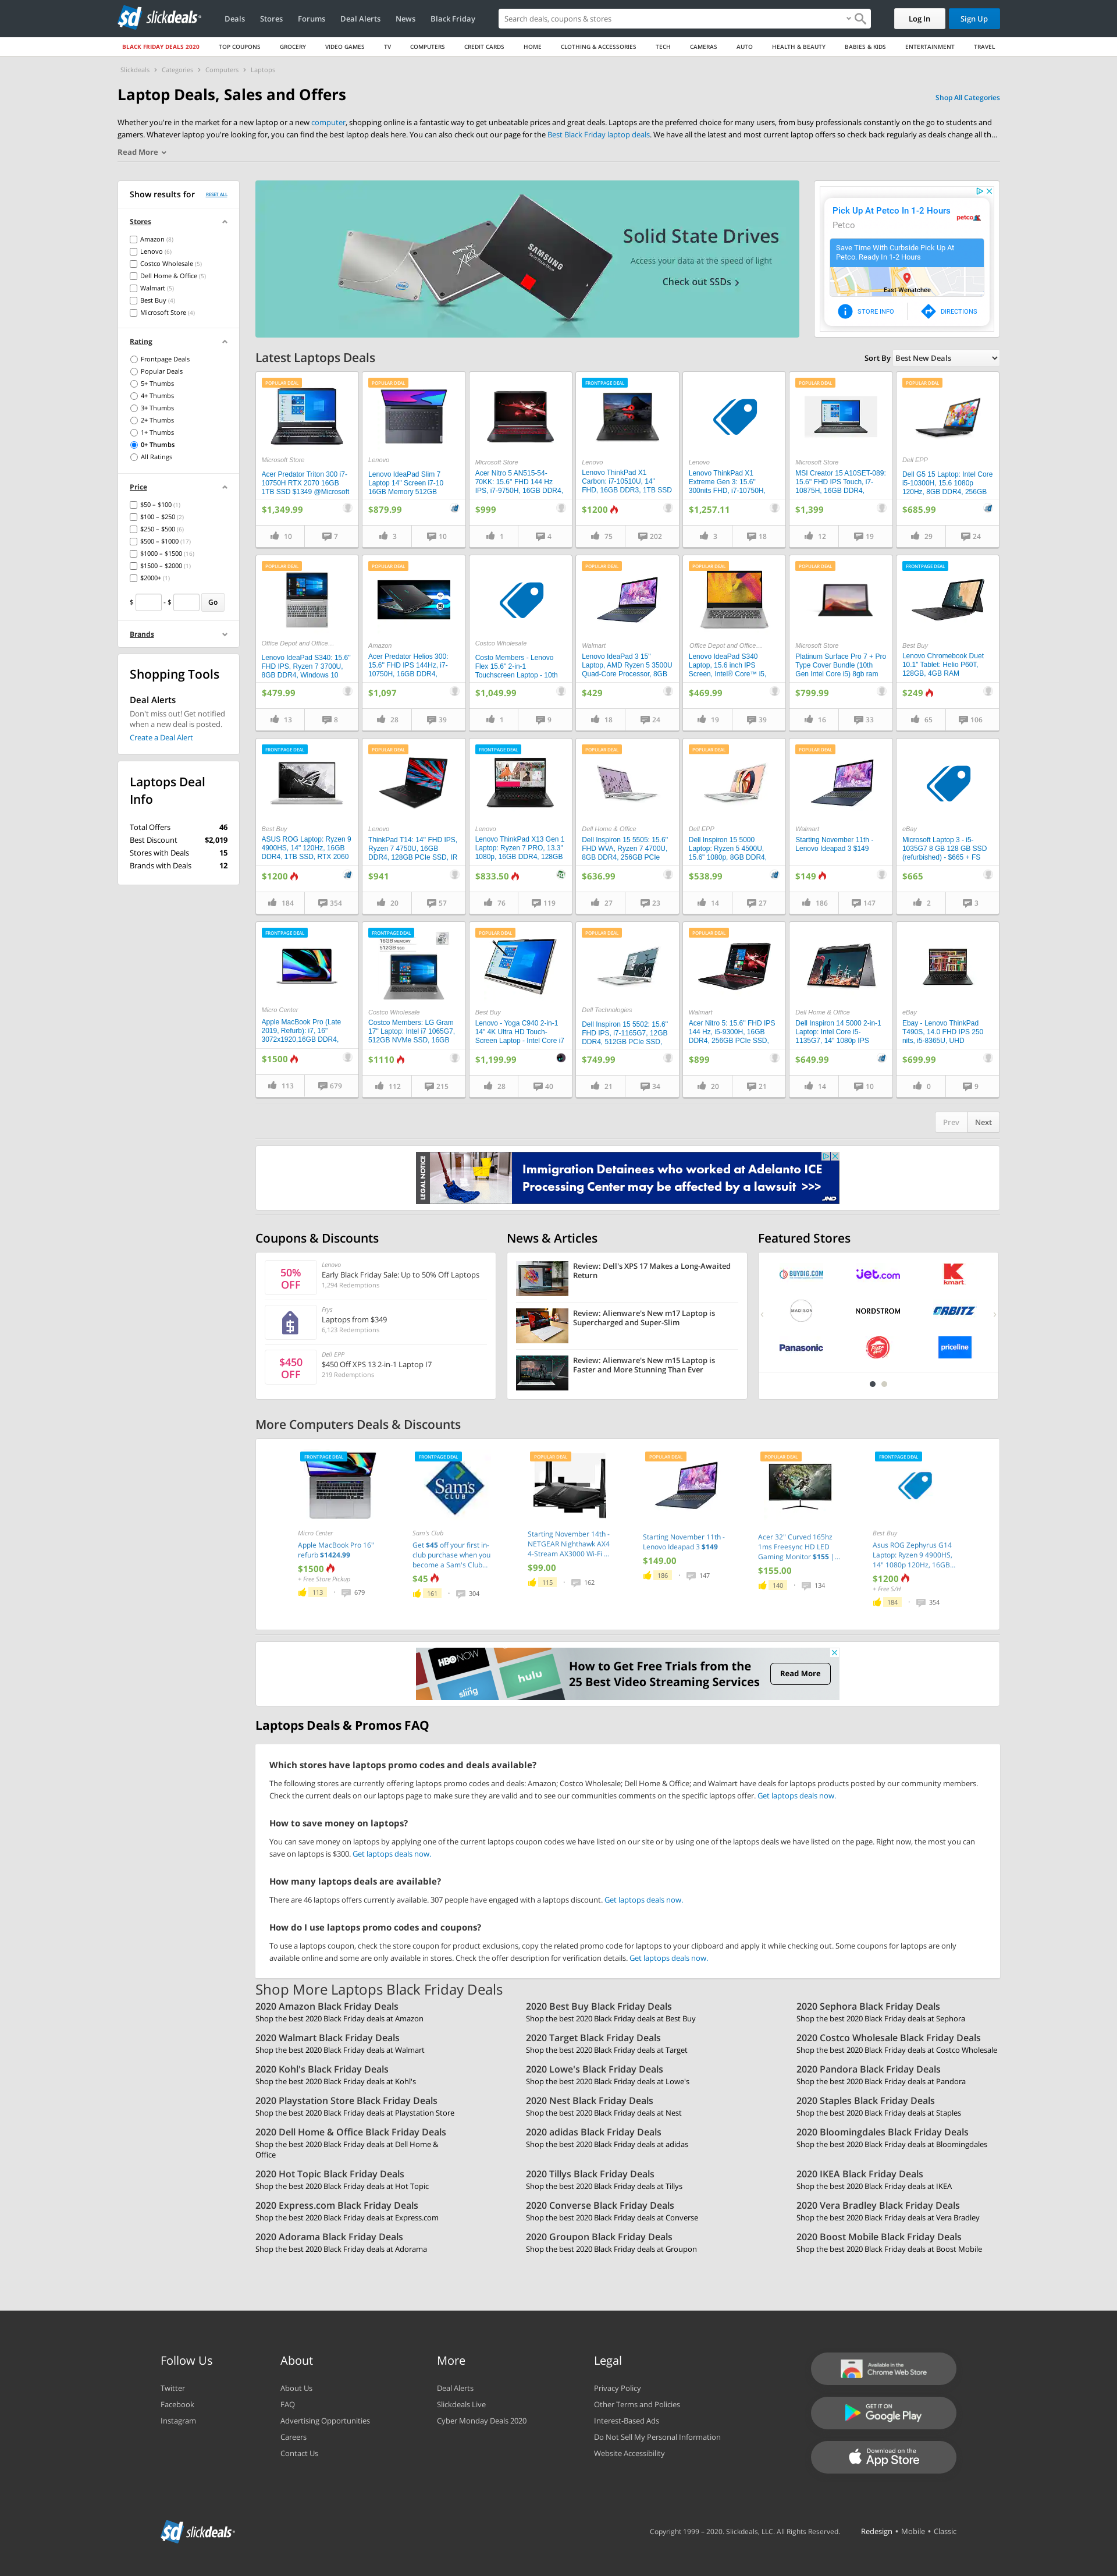 sd slickdeals
Deals
Stores
Forums
Deal Alerts
News
Black Friday
Search deals, coupons & stores
Log In
Sign Up
BLACK FRIDAY DEALS 2020
TOP COUPONS
GROCERY
VIDEO GAMES
TV
COMPUTERS
CREDIT CARDS
HOME
CLOTHING & ACCESSORIES
TECH
CAMERAS
AUTO
HEALTH & BEAUTY
BABIES & KIDS
ENTERTAINMENT
TRAVEL
Slickdeals > Categories > Computers > Laptops
Laptop Deals, Sales and Offers
Shop All Categories
Whether you're in the market for a new laptop or a new computer, shopping online is a fantastic way to get unbeatable prices and great deals. Laptops are the preferred choice for many users, from busy professionals constantly on the go to students and
gamers. Whatever laptop you're looking for, you can find the best laptop deals here. You can also check out our page for the Best Black Friday laptop deals. We have all the latest and most current laptop offers so check back regularly as deals change all th...
Read More
Show results for
RESET ALL
Stores
Amazon (8)
Lenovo (6)
Costco Wholesale (5)
Dell Home & Office (5)
Walmart (5)
Best Buy (4)
Microsoft Store (4)
Rating
Frontpage Deals
Popular Deals
5+ Thumbs
4+ Thumbs
3+ Thumbs
2+ Thumbs
1+ Thumbs
0+ Thumbs
All Ratings
Price
$50 – $100 (1)
$100 – $250 (2)
$250 – $500 (6)
$500 – $1000 (17)
$1000 – $1500 (16)
$1500 – $2000 (1)
$2000+ (1)
$ - $ Go
Brands
Shopping Tools
Deal Alerts
Don't miss out! Get notified
when a new deal is posted.
Create a Deal Alert
Laptops Deal
Info
Total Offers 46
Best Discount $2,019
Stores with Deals 15
Brands with Deals 12
PNY
SAMSUNG
Solid State Drives
Access your data at the speed of light
Check out SSDs >
Pick Up At Petco In 1-2 Hours
Petco
petco
Save Time With Curbside Pick Up At
Petco. Ready In 1-2 Hours
East Wenatchee
STORE INFO
DIRECTIONS
Latest Laptops Deals
Sort By Best New Deals
POPULAR DEAL
Microsoft Store
Acer Predator Triton 300 i7-
10750H RTX 2070 16GB
1TB SSD $1349 @Microsoft
$1,349.99
10
7
POPULAR DEAL
Lenovo
Lenovo IdeaPad Slim 7
Laptop 14" Screen i7-10
16GB Memory 512GB
$879.99
3
10
Microsoft Store
Acer Nitro 5 AN515-54-
70KK: 15.6" FHD 144 Hz
IPS, i7-9750H, 16GB DDR4,
$999
1
4
FRONTPAGE DEAL
Lenovo
Lenovo ThinkPad X1
Carbon: i7-10510U, 14"
FHD, 16GB DDR3, 1TB SSD
$1200
75
202
Lenovo
Lenovo ThinkPad X1
Extreme Gen 3: 15.6"
300nits FHD, i7-10750H,
$1,257.11
3
18
POPULAR DEAL
Microsoft Store
MSI Creator 15 A10SET-089:
15.6" FHD IPS Touch, i7-
10875H, 16GB DDR4,
$1,399
12
19
POPULAR DEAL
Dell EPP
Dell G5 15 Laptop: Intel Core
i5-10300H, 15.6 1080p
120Hz, 8GB DDR4, 256GB
$685.99
29
24
POPULAR DEAL
Office Depot and Office...
Lenovo IdeaPad S340: 15.6"
FHD IPS, Ryzen 7 3700U,
8GB DDR4, Windows 10
$479.99
13
8
POPULAR DEAL
Amazon
Acer Predator Helios 300:
15.6" FHD IPS 144Hz, i7-
10750H, 16GB DDR4,
$1,097
28
39
Costco Wholesale
Costo Members - Lenovo
Flex 15.6" 2-in-1
Touchscreen Laptop - 10th
$1,049.99
1
9
POPULAR DEAL
Walmart
Lenovo IdeaPad 3 15"
Laptop, AMD Ryzen 5 3500U
Quad-Core Processor, 8GB
$429
18
24
POPULAR DEAL
Office Depot and Office...
Lenovo IdeaPad S340
Laptop, 15.6 inch IPS
Screen, Intel® Core™ i5,
$469.99
19
39
POPULAR DEAL
Microsoft Store
Platinum Surface Pro 7 + Pro
Type Cover Bundle (10th
Gen Intel Core i5) 8gb ram
$799.99
16
33
FRONTPAGE DEAL
Best Buy
Lenovo Chromebook Duet
10.1" Tablet: Helio P60T,
128GB, 4GB RAM
$249
65
106
FRONTPAGE DEAL
Best Buy
ASUS ROG Laptop: Ryzen 9
4900HS, 14" 120Hz, 16GB
DDR4, 1TB SSD, RTX 2060
$1200
184
354
POPULAR DEAL
Lenovo
ThinkPad T14: 14" FHD IPS,
Ryzen 7 4750U, 16GB
DDR4, 128GB PCIe SSD, IR
$941
20
57
FRONTPAGE DEAL
Lenovo
Lenovo ThinkPad X13 Gen 1
Laptop: Ryzen 7 PRO, 13.3"
1080p, 16GB DDR4, 128GB
$833.50
76
119
POPULAR DEAL
Dell Home & Office
Dell Inspiron 15 5505: 15.6"
FHD WVA, Ryzen 7 4700U,
8GB DDR4, 256GB PCIe
$636.99
27
23
POPULAR DEAL
Dell EPP
Dell Inspiron 15 5000
Laptop: Ryzen 5 4500U,
15.6" 1080p, 8GB DDR4,
$538.99
14
27
POPULAR DEAL
Walmart
Starting November 11th -
Lenovo Ideapad 3 $149
$149
186
147
eBay
Microsoft Laptop 3 - i5-
1035G7 8 GB 128 GB SSD
(refurbished) - $665 + FS
$665
2
3
FRONTPAGE DEAL
Micro Center
Apple MacBook Pro (Late
2019, Refurb): i7, 16"
3072x1920,16GB DDR4,
$1500
113
679
FRONTPAGE DEAL
16GB MEMORY
512GB SSD
Costco Wholesale
Costco Members: LG Gram
17" Laptop: Intel i7 1065G7,
512GB NVMe SSD, 16GB
$1110
112
215
POPULAR DEAL
Best Buy
Lenovo - Yoga C940 2-in-1
14" 4K Ultra HD Touch-
Screen Laptop - Intel Core i7
$1,199.99
28
40
POPULAR DEAL
Dell Technologies
Dell Inspiron 15 5502: 15.6"
FHD IPS, i7-1165G7, 12GB
DDR4, 512GB PCIe SSD,
$749.99
21
34
POPULAR DEAL
Walmart
Acer Nitro 5: 15.6" FHD IPS
144 Hz, i5-9300H, 16GB
DDR4, 256GB PCIe SSD,
$899
20
21
Dell Home & Office
Dell Inspiron 14 5000 2-in-1
Laptop: Intel Core i5-
1135G7, 14" 1080p IPS
$649.99
14
10
eBay
Ebay - Lenovo ThinkPad
T490S, 14.0 FHD IPS 250
nits, i5-8365U, UHD
$699.99
0
9
Prev
Next
LEGAL NOTICE
Immigration Detainees who worked at Adelanto ICE
Processing Center may be affected by a lawsuit >>>
JND
Coupons & Discounts
50%
OFF
Lenovo
Early Black Friday Sale: Up to 50% Off Laptops
1,294 Redemptions
Frys
Laptops from $349
6,123 Redemptions
$450
OFF
Dell EPP
$450 Off XPS 13 2-in-1 Laptop I7
219 Redemptions
News & Articles
Review: Dell's XPS 17 Makes a Long-Awaited
Return
Review: Alienware's New m17 Laptop is
Supercharged and Super-Slim
Review: Alienware's New m15 Laptop is
Faster and More Stunning Than Ever
Featured Stores
BUYDIG.COM
jet.com
kmart
MADISON
NORDSTROM
ORBITZ
Panasonic
Pizza Hut
priceline
More Computers Deals & Discounts
FRONTPAGE DEAL
Micro Center
Apple MacBook Pro 16"
refurb $1424.99
$1500
+ Free Store Pickup
113
679
FRONTPAGE DEAL
Sam's CLUB
Sam's Club
Get $45 off your first in-
club purchase when you
become a Sam's Club...
$45
161
304
POPULAR DEAL
Starting November 14th -
NETGEAR Nighthawk AX4
4-Stream AX3000 Wi-Fi ...
$99.00
115
162
POPULAR DEAL
Starting November 11th -
Lenovo Ideapad 3 $149
$149.00
186
147
POPULAR DEAL
Acer 32" Curved 165hz
1ms Freesync HD LED
Gaming Monitor $155 |...
$155.00
140
134
FRONTPAGE DEAL
Best Buy
Asus ROG Zephyrus G14
Laptop: Ryzen 9 4900HS,
14" 1080p 120Hz, 16GB...
$1200
+ Free S/H
184
354
HBO NOW
sling
hulu
How to Get Free Trials from the
25 Best Video Streaming Services
Read More
Laptops Deals & Promos FAQ
Which stores have laptops promo codes and deals available?
The following stores are currently offering laptops promo codes and deals: Amazon; Costco Wholesale; Dell Home & Office; and Walmart have deals for laptops products posted by our community members.
Check the current deals on our laptops page to make sure they are valid and to see our communities comments on the specific laptops offer. Get laptops deals now.
How to save money on laptops?
You can save money on laptops by applying one of the current laptops coupon codes we have listed on our site or by using one of the laptops deals we have listed on the page. Right now, the most you can
save on laptops is $300. Get laptops deals now.
How many laptops deals are available?
There are 46 laptops offers currently available. 307 people have engaged with a laptops discount. Get laptops deals now.
How do I use laptops promo codes and coupons?
To use a laptops coupon, check the store coupon for product exclusions, copy the related promo code for laptops to your clipboard and apply it while checking out. Some coupons for laptops are only
available online and some are only available in stores. Check the offer description for verification details. Get laptops deals now.
Shop More Laptops Black Friday Deals
2020 Amazon Black Friday Deals
Shop the best 2020 Black Friday deals at Amazon
2020 Best Buy Black Friday Deals
Shop the best 2020 Black Friday deals at Best Buy
2020 Sephora Black Friday Deals
Shop the best 2020 Black Friday deals at Sephora
2020 Walmart Black Friday Deals
Shop the best 2020 Black Friday deals at Walmart
2020 Target Black Friday Deals
Shop the best 2020 Black Friday deals at Target
2020 Costco Wholesale Black Friday Deals
Shop the best 2020 Black Friday deals at Costco Wholesale
2020 Kohl's Black Friday Deals
Shop the best 2020 Black Friday deals at Kohl's
2020 Lowe's Black Friday Deals
Shop the best 2020 Black Friday deals at Lowe's
2020 Pandora Black Friday Deals
Shop the best 2020 Black Friday deals at Pandora
2020 Playstation Store Black Friday Deals
Shop the best 2020 Black Friday deals at Playstation Store
2020 Nest Black Friday Deals
Shop the best 2020 Black Friday deals at Nest
2020 Staples Black Friday Deals
Shop the best 2020 Black Friday deals at Staples
2020 Dell Home & Office Black Friday Deals
Shop the best 2020 Black Friday deals at Dell Home &
Office
2020 adidas Black Friday Deals
Shop the best 2020 Black Friday deals at adidas
2020 Bloomingdales Black Friday Deals
Shop the best 2020 Black Friday deals at Bloomingdales
2020 Hot Topic Black Friday Deals
Shop the best 2020 Black Friday deals at Hot Topic
2020 Tillys Black Friday Deals
Shop the best 2020 Black Friday deals at Tillys
2020 IKEA Black Friday Deals
Shop the best 2020 Black Friday deals at IKEA
2020 Express.com Black Friday Deals
Shop the best 2020 Black Friday deals at Express.com
2020 Converse Black Friday Deals
Shop the best 2020 Black Friday deals at Converse
2020 Vera Bradley Black Friday Deals
Shop the best 2020 Black Friday deals at Vera Bradley
2020 Adorama Black Friday Deals
Shop the best 2020 Black Friday deals at Adorama
2020 Groupon Black Friday Deals
Shop the best 2020 Black Friday deals at Groupon
2020 Boost Mobile Black Friday Deals
Shop the best 2020 Black Friday deals at Boost Mobile
Follow Us
Twitter
Facebook
Instagram
About
About Us
FAQ
Advertising Opportunities
Careers
Contact Us
More
Deal Alerts
Slickdeals Live
Cyber Monday Deals 2020
Legal
Privacy Policy
Other Terms and Policies
Interest-Based Ads
Do Not Sell My Personal Information
Website Accessibility
Available in the
Chrome Web Store
GET IT ON
Google Play
Download on the
App Store
sd slickdeals
Copyright 1999 – 2020. Slickdeals, LLC. All Rights Reserved.
Redesign • Mobile • Classic